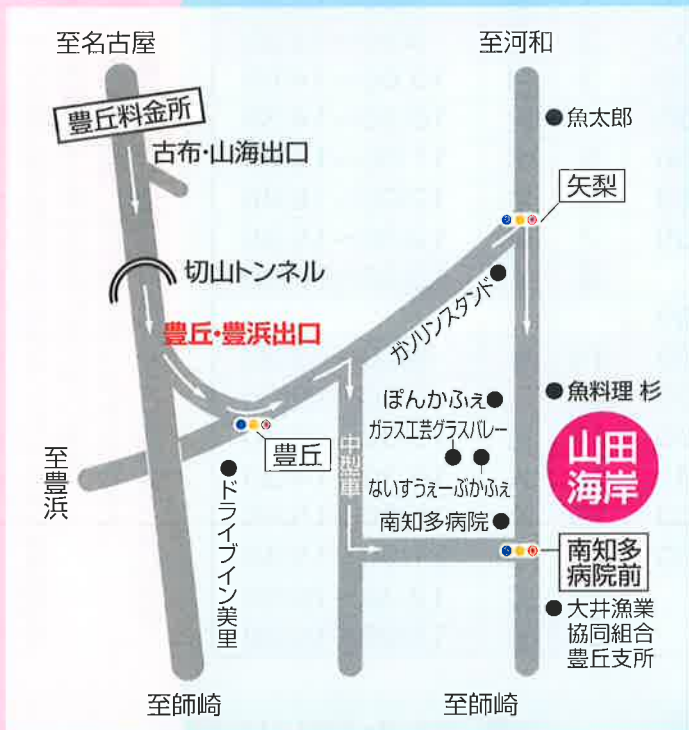 至名古屋
至河和
豊丘料金所
魚太郎
古布・山海出口
矢梨
切山トンネル
ガソリンスタンド
豊丘・豊浜出口
ぽんかふぇ
魚料理 杉
ガラス工芸グラスバレー
山田
海岸
豊丘
中型車
至豊浜
ないすうぇーぶかふぇ
ドライブイン美里
南知多病院
南知多
病院前
大井漁業
協同組合
豊丘支所
至師崎
至師崎